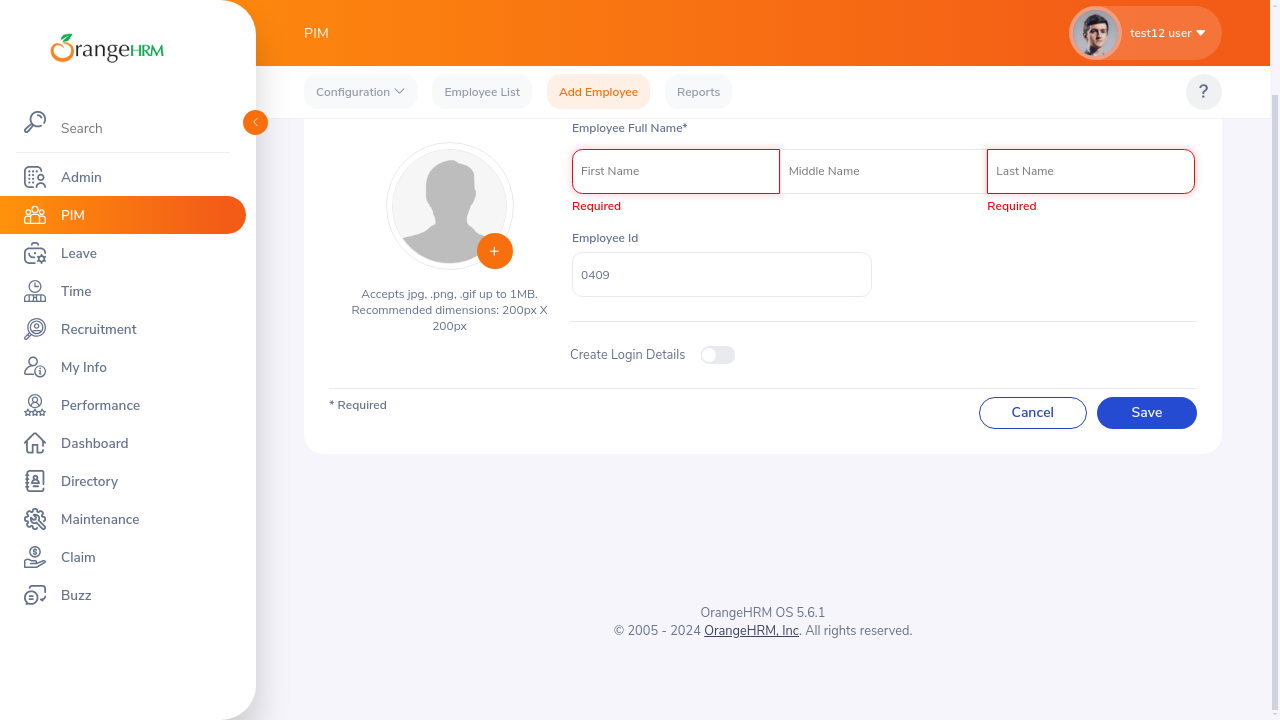 OrangeHRM
Search
Admin
PIM
Leave
Time
Recruitment
My Info
Performance
Dashboard
Directory
Maintenance
Claim
Buzz
PIM
test12 user
Configuration
Employee List
Add Employee
Reports
?
Employee Full Name*
First Name
Middle Name
Last Name
Required
Required
Employee Id
0409
+
Accepts jpg, .png, .gif up to 1MB.
Recommended dimensions: 200px X
200px
Create Login Details
* Required
Cancel
Save
OrangeHRM OS 5.6.1
© 2005 - 2024 OrangeHRM, Inc. All rights reserved.